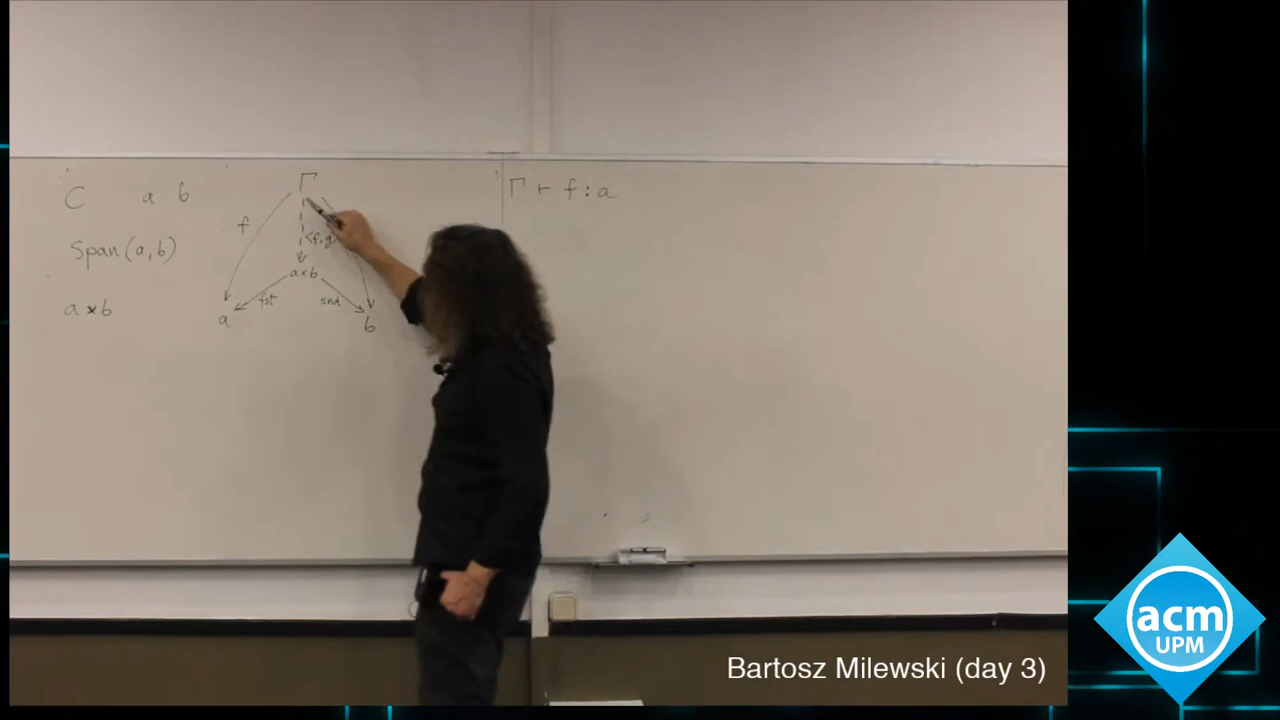 C a b
Span(a,b)
a×b
Γ
f
<f,g
a×b
fst snd
a b
Γ ⊢ f : a
acm
UPM
Bartosz Milewski (day 3)